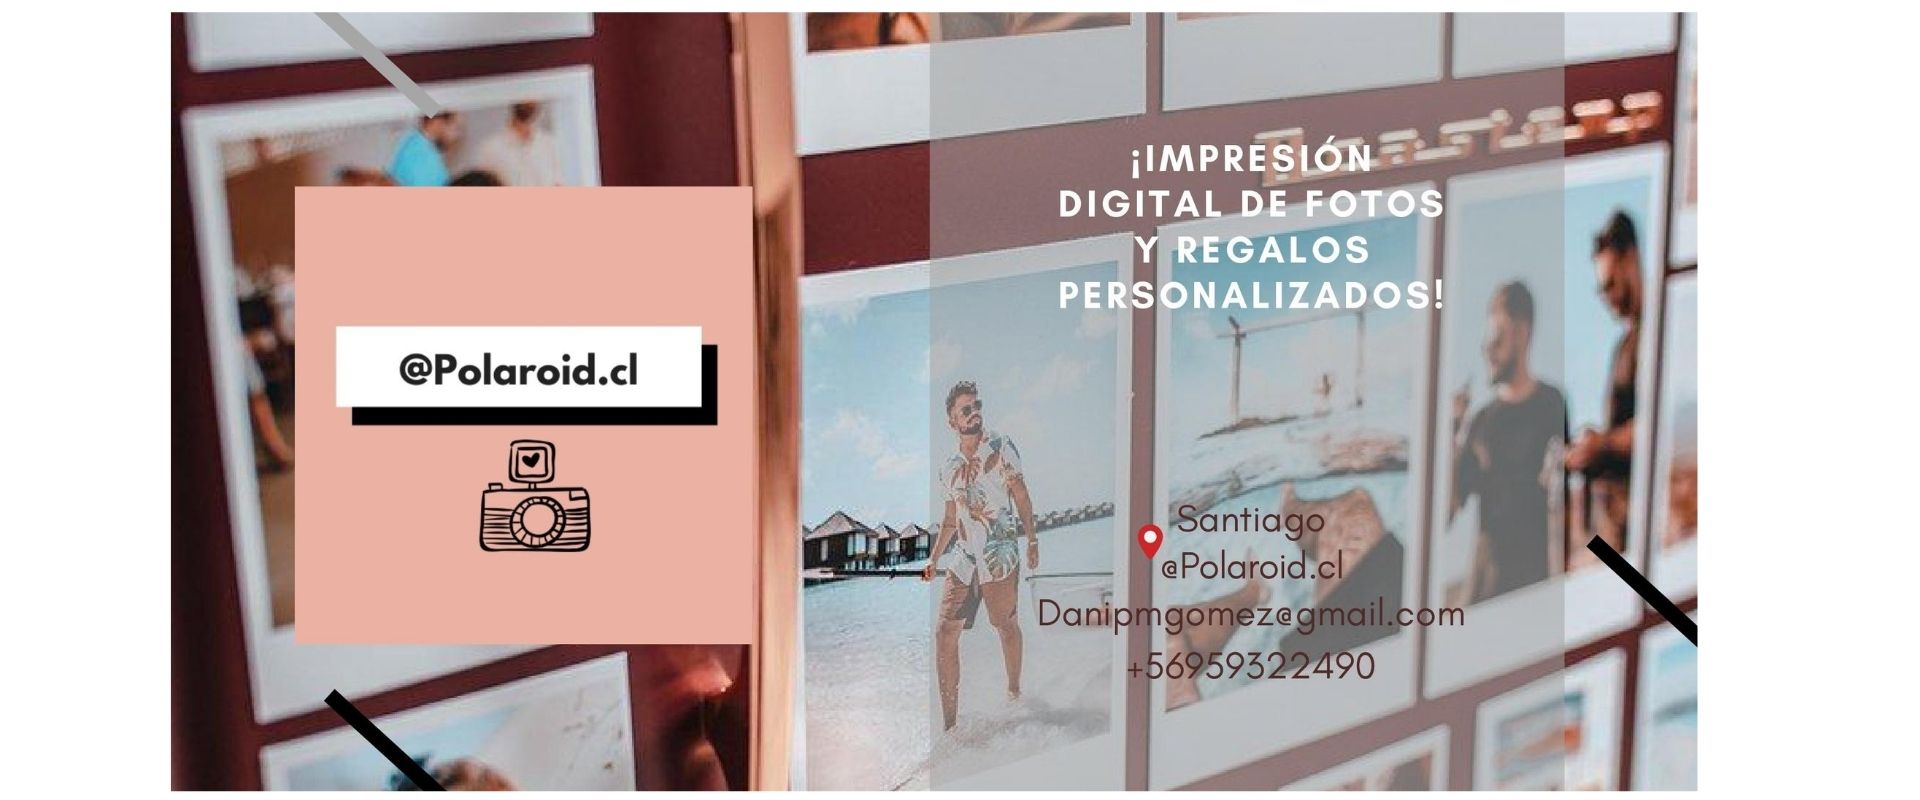 @Polaroid.cl
¡IMPRESIÓN
DIGITAL DE FOTOS
Y REGALOS
PERSONALIZADOS!
Santiago
@Polaroid.cl
Danipmgomez@gmail.com
+56959322490